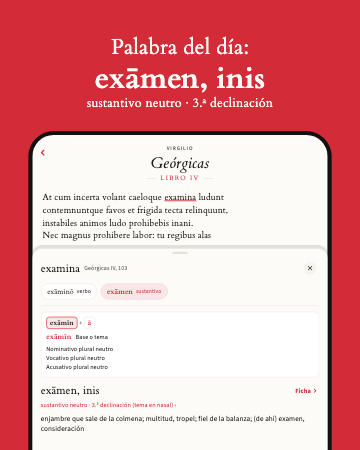 Palabra del día:
exāmen, inis
sustantivo neutro · 3.ª declinación
VIRGILIO
Geórgicas
LIBRO IV
At cum incerta volant caeloque examina ludunt
contemnuntque favos et frigida tecta relinquunt,
instabiles animos ludo prohibebis inani.
Nec magnus prohibere labor: tu regibus alas
examina Geórgicas IV, 103
exāminō verbo exāmen sustantivo
exāmin + ă
exāmin Base o tema
Nominativo plural neutro
Vocativo plural neutro
Acusativo plural neutro
exāmen, inis Ficha
sustantivo neutro · 3.ª declinación (tema en nasal) ·
enjambre que sale de la colmena; multitud, tropel; fiel de la balanza; (de ahí) examen,
consideración